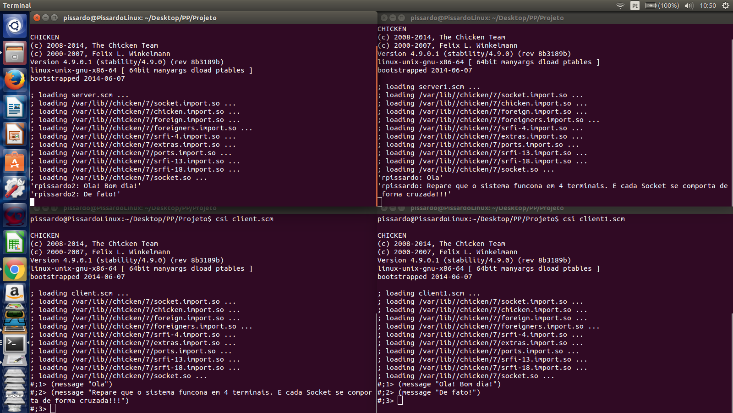 Terminal
Pt
(100%)
10:50
pissardo@PissardoLinux: ~/Desktop/PP/Projeto
CHICKEN
(c) 2008-2014, The Chicken Team
(c) 2000-2007, Felix L. Winkelmann
Version 4.9.0.1 (stability/4.9.0) (rev 8b3189b)
linux-unix-gnu-x86-64 [ 64bit manyargs dload ptables ]
bootstrapped 2014-06-07
; loading server.scm ...
; loading /var/lib//chicken/7/socket.import.so ...
; loading /var/lib//chicken/7/chicken.import.so ...
; loading /var/lib//chicken/7/foreign.import.so ...
; loading /var/lib//chicken/7/foreigners.import.so ...
; loading /var/lib//chicken/7/srfi-4.import.so ...
; loading /var/lib//chicken/7/extras.import.so ...
; loading /var/lib//chicken/7/ports.import.so ...
; loading /var/lib//chicken/7/srfi-13.import.so ...
; loading /var/lib//chicken/7/srfi-18.import.so ...
; loading /var/lib//chicken/7/socket.so ...
'rpissardo2: Ola! Bom dia!'
'rpissardo2: De fato!'
pissardo@PissardoLinux: ~/Desktop/PP/Projeto
CHICKEN
(c) 2008-2014, The Chicken Team
(c) 2000-2007, Felix L. Winkelmann
Version 4.9.0.1 (stability/4.9.0) (rev 8b3189b)
linux-unix-gnu-x86-64 [ 64bit manyargs dload ptables ]
bootstrapped 2014-06-07
; loading server1.scm ...
; loading /var/lib//chicken/7/socket.import.so ...
; loading /var/lib//chicken/7/chicken.import.so ...
; loading /var/lib//chicken/7/foreign.import.so ...
; loading /var/lib//chicken/7/foreigners.import.so ...
; loading /var/lib//chicken/7/srfi-4.import.so ...
; loading /var/lib//chicken/7/extras.import.so ...
; loading /var/lib//chicken/7/ports.import.so ...
; loading /var/lib//chicken/7/srfi-13.import.so ...
; loading /var/lib//chicken/7/srfi-18.import.so ...
; loading /var/lib//chicken/7/socket.so ...
'rpissardo: Ola'
'rpissardo: Repare que o sistema funcona em 4 terminais. E cada Socket se comporta de
forma cruzada!!!'
pissardo@PissardoLinux:~/Desktop/PP/Projeto$ csi client.scm
CHICKEN
(c) 2008-2014, The Chicken Team
(c) 2000-2007, Felix L. Winkelmann
Version 4.9.0.1 (stability/4.9.0) (rev 8b3189b)
linux-unix-gnu-x86-64 [ 64bit manyargs dload ptables ]
bootstrapped 2014-06-07
; loading client.scm ...
; loading /var/lib//chicken/7/socket.import.so ...
; loading /var/lib//chicken/7/chicken.import.so ...
; loading /var/lib//chicken/7/foreign.import.so ...
; loading /var/lib//chicken/7/foreigners.import.so ...
; loading /var/lib//chicken/7/srfi-4.import.so ...
; loading /var/lib//chicken/7/extras.import.so ...
; loading /var/lib//chicken/7/ports.import.so ...
; loading /var/lib//chicken/7/srfi-13.import.so ...
; loading /var/lib//chicken/7/srfi-18.import.so ...
; loading /var/lib//chicken/7/socket.so ...
#;1> (message "Ola")
#;2> (message "Repare que o sistema funcona em 4 terminais. E cada Socket se compor
ta de forma cruzada!!!")
#;3>
pissardo@PissardoLinux:~/Desktop/PP/Projeto$ csi client1.scm
CHICKEN
(c) 2008-2014, The Chicken Team
(c) 2000-2007, Felix L. Winkelmann
Version 4.9.0.1 (stability/4.9.0) (rev 8b3189b)
linux-unix-gnu-x86-64 [ 64bit manyargs dload ptables ]
bootstrapped 2014-06-07
; loading client1.scm ...
; loading /var/lib//chicken/7/socket.import.so ...
; loading /var/lib//chicken/7/chicken.import.so ...
; loading /var/lib//chicken/7/foreign.import.so ...
; loading /var/lib//chicken/7/foreigners.import.so ...
; loading /var/lib//chicken/7/srfi-4.import.so ...
; loading /var/lib//chicken/7/extras.import.so ...
; loading /var/lib//chicken/7/ports.import.so ...
; loading /var/lib//chicken/7/srfi-13.import.so ...
; loading /var/lib//chicken/7/srfi-18.import.so ...
; loading /var/lib//chicken/7/socket.so ...
#;1> (message "Ola! Bom dia!")
#;2> (message "De fato!")
#;3>